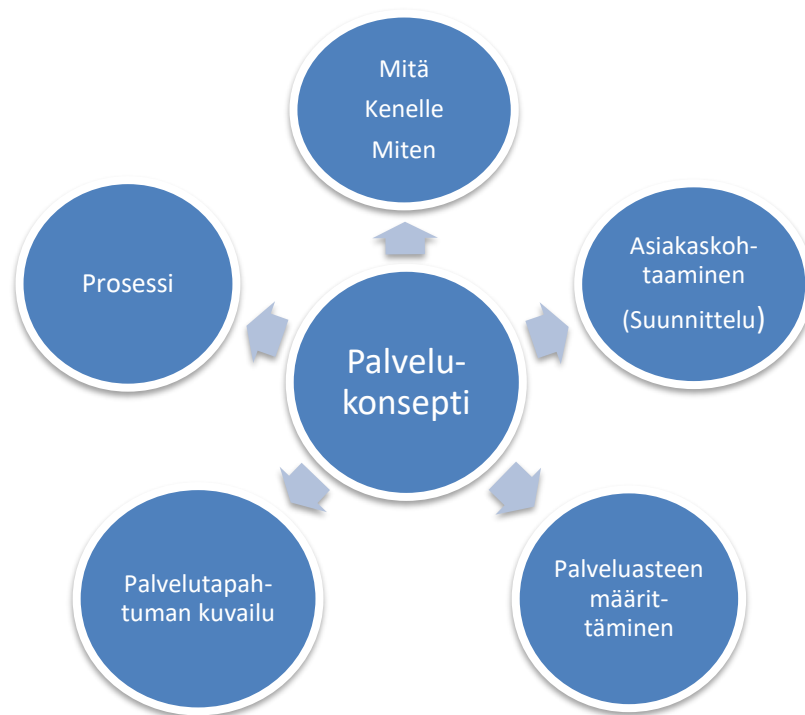 Mitä
Kenelle
Miten
Asiakaskoh-
taaminen
(Suunnittelu)
Prosessi
Palvelu-
konsepti
Palvelutapah-
tuman kuvailu
Palveluasteen
määrit-
täminen